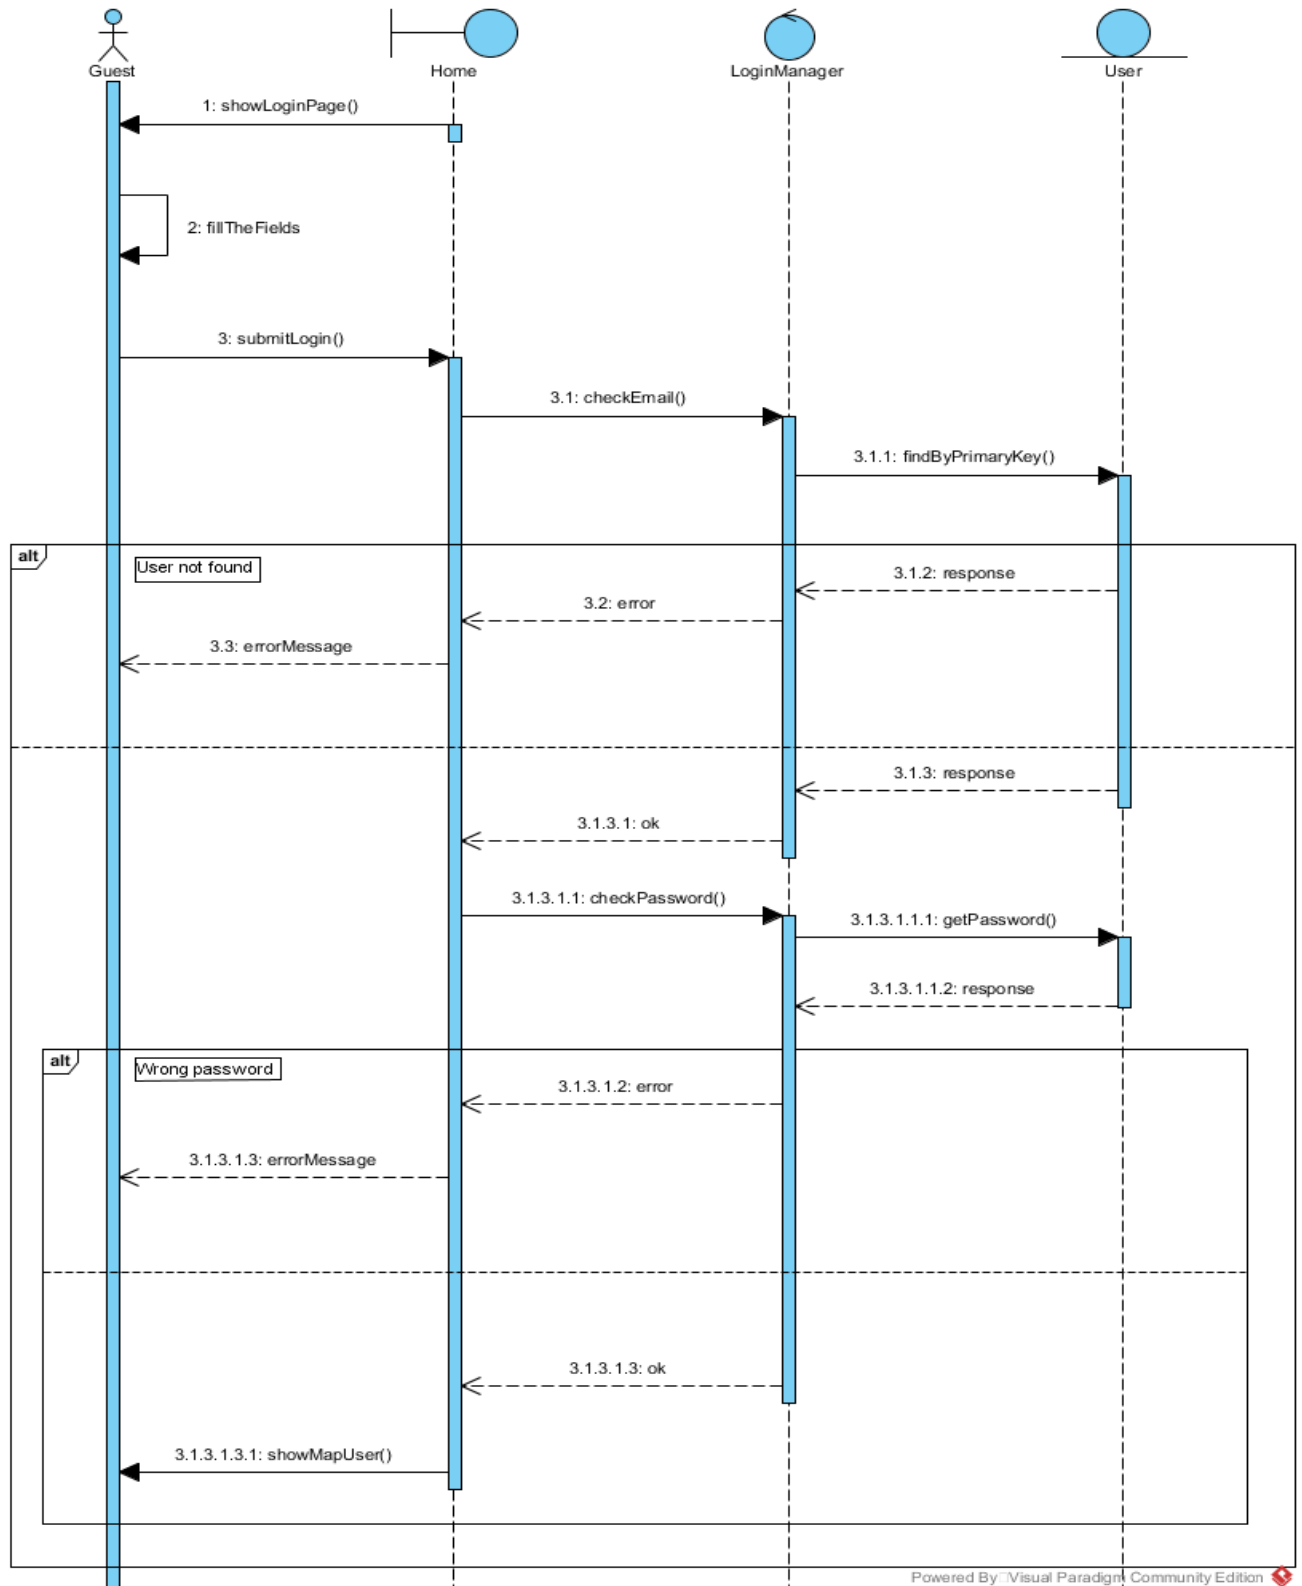 Guest
Home
LoginManager
User
1: showLoginPage()
2: fillTheFields
3: submitLogin()
3.1: checkEmail()
3.1.1: findByPrimaryKey()
alt
User not found
3.1.2: response
3.2: error
3.3: errorMessage
3.1.3: response
3.1.3.1: ok
3.1.3.1.1: checkPassword()
3.1.3.1.1.1: getPassword()
3.1.3.1.1.2: response
alt
Wrong password
3.1.3.1.2: error
3.1.3.1.3: errorMessage
3.1.3.1.3: ok
3.1.3.1.3.1: showMapUser()
Powered By Visual Paradigm Community Edition